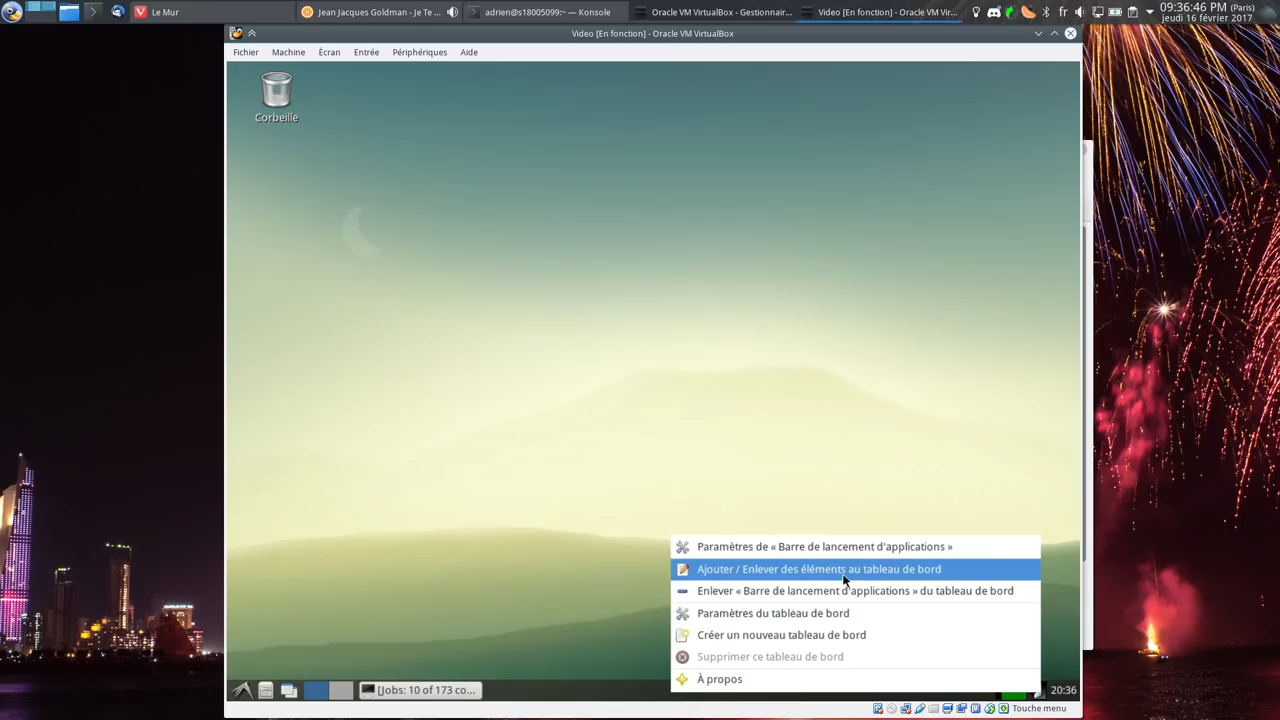 Le Mur
Jean Jacques Goldman - Je Te ...
adrien@s18005099:~ — Konsole
Oracle VM VirtualBox - Gestionnair...
Video [En fonction] - Oracle VM Vir...
fr
09:36:46 PM (Paris)
jeudi 16 février 2017
Video [En fonction] - Oracle VM VirtualBox
Fichier Machine Écran Entrée Périphériques Aide
Corbeille
Paramètres de « Barre de lancement d'applications »
Ajouter / Enlever des éléments au tableau de bord
Enlever « Barre de lancement d'applications » du tableau de bord
Paramètres du tableau de bord
Créer un nouveau tableau de bord
Supprimer ce tableau de bord
À propos
[Jobs: 10 of 173 co...
20:36
Touche menu